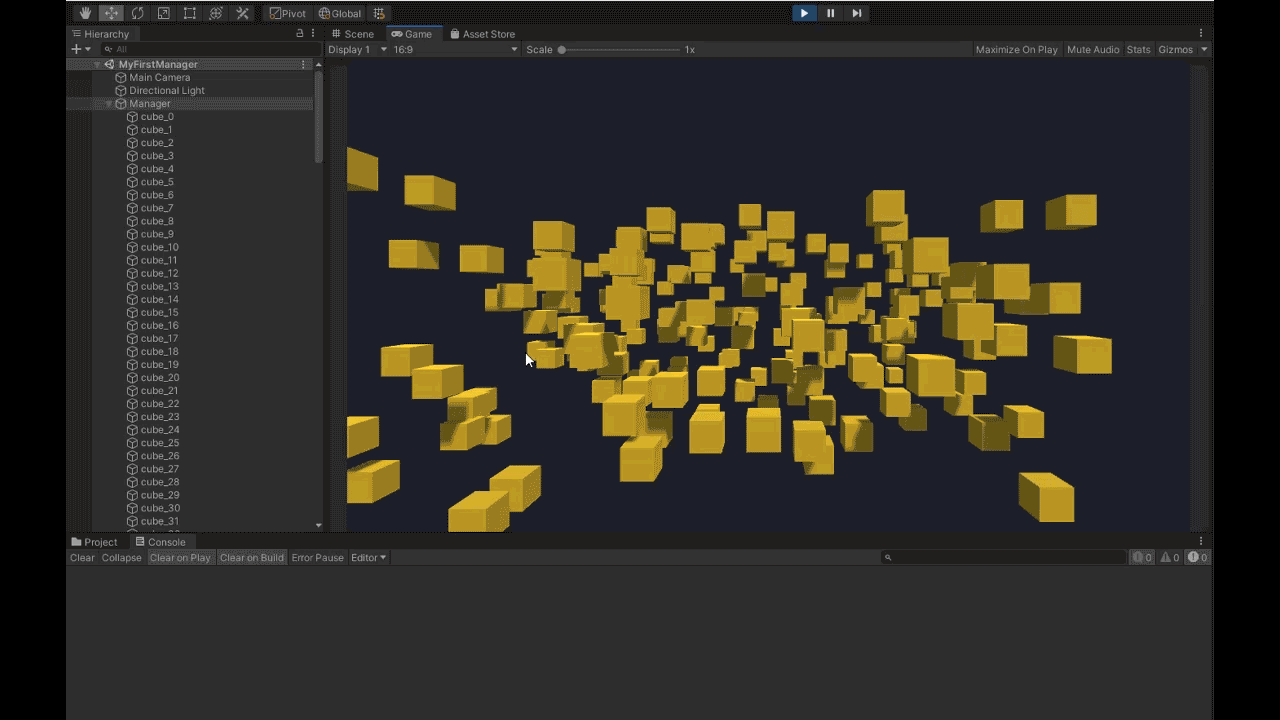 Pivot Global
Hierarchy
Scene Game Asset Store
All
Display 1 16:9 Scale 1x Maximize On Play Mute Audio Stats Gizmos
MyFirstManager
Main Camera
Directional Light
Manager
cube_0
cube_1
cube_2
cube_3
cube_4
cube_5
cube_6
cube_7
cube_8
cube_9
cube_10
cube_11
cube_12
cube_13
cube_14
cube_15
cube_16
cube_17
cube_18
cube_19
cube_20
cube_21
cube_22
cube_23
cube_24
cube_25
cube_26
cube_27
cube_28
cube_29
cube_30
cube_31
Project Console
Clear Collapse Clear on Play Clear on Build Error Pause Editor 0 0 0